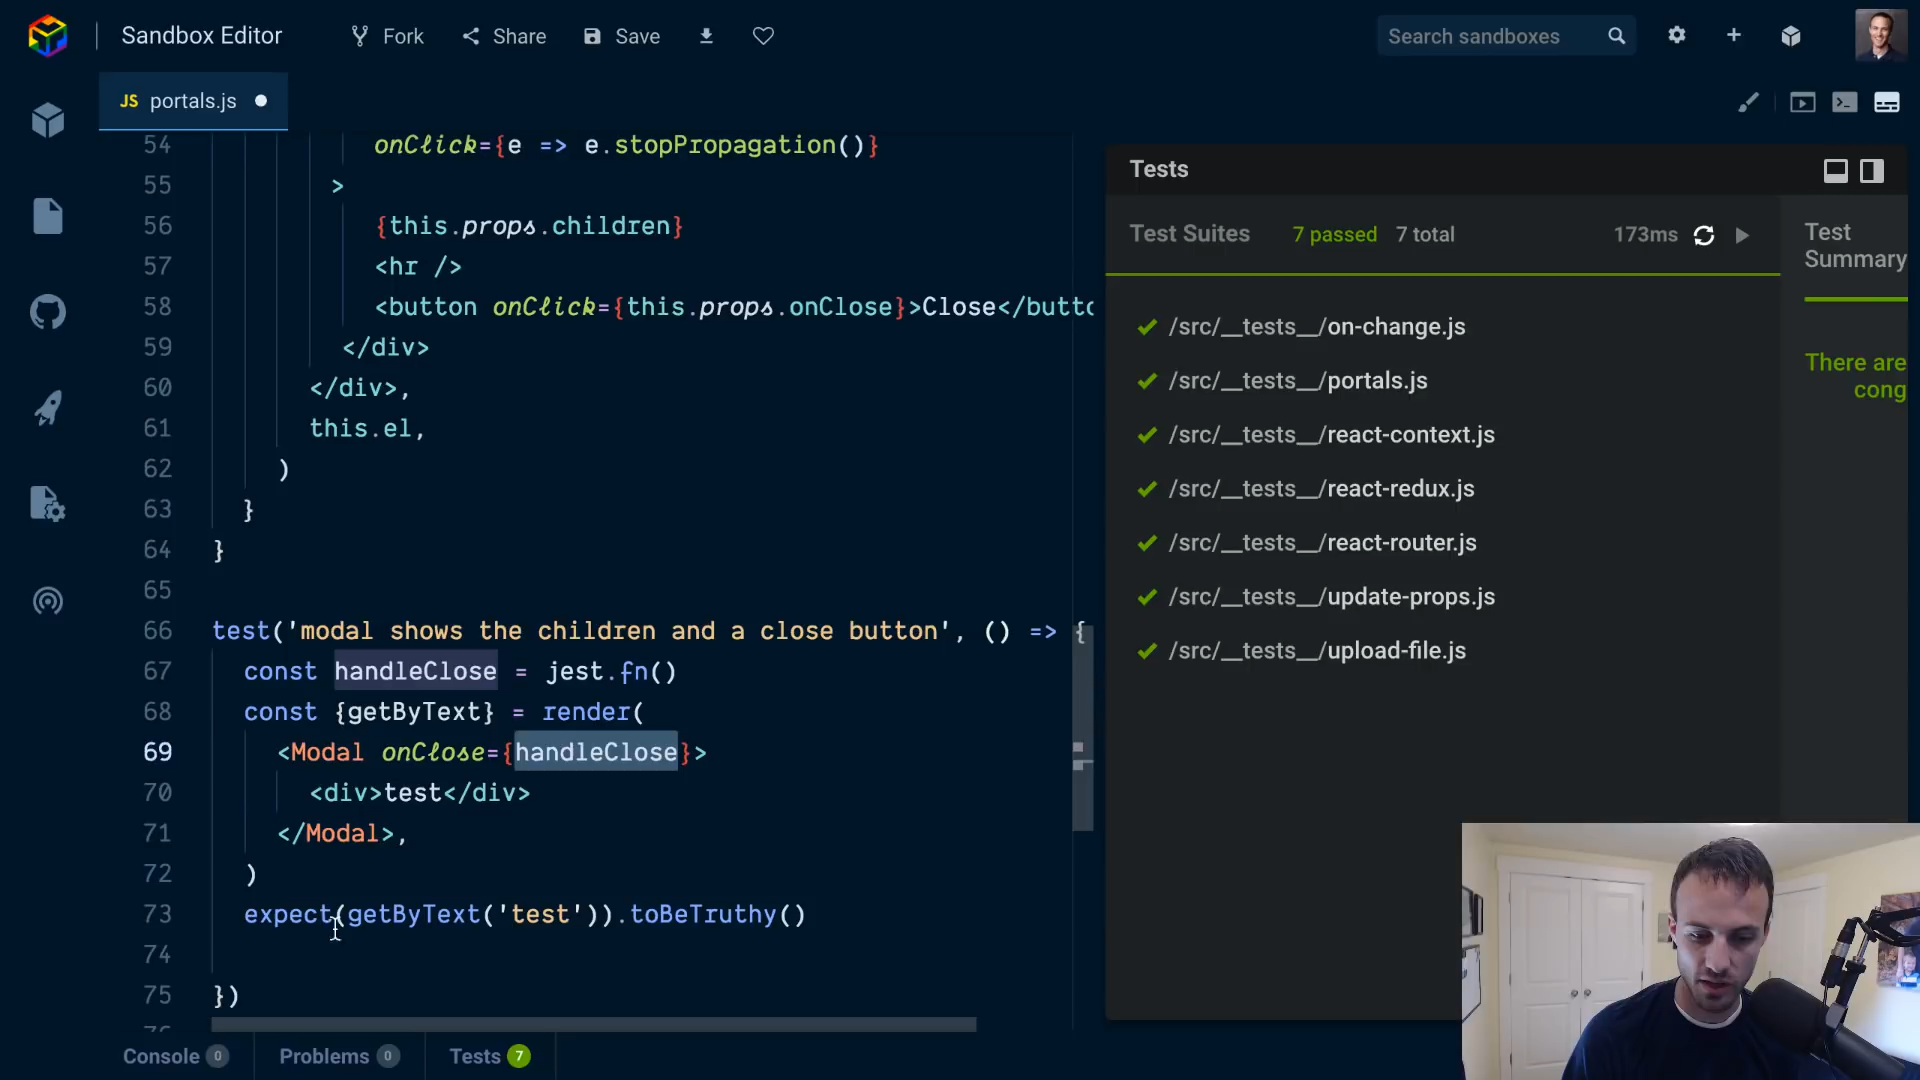 Sandbox Editor
Fork
Share
Save
Search sandboxes
JS portals.js
54 onClick={e => e.stopPropagation()}
55 >
56 {this.props.children}
57 <hr />
58 <button onClick={this.props.onClose}>Close</butto
59 </div>
60 </div>,
61 this.el,
62 )
63 }
64 }
65
66 test('modal shows the children and a close button', () => {
67 const handleClose = jest.fn()
68 const {getByText} = render(
69 <Modal onClose={handleClose}>
70 <div>test</div>
71 </Modal>,
72 )
73 expect(getByText('test')).toBeTruthy()
74
75 })
Console 0
Problems 0
Tests 7
Tests
Test Suites 7 passed 7 total 173ms
/src/__tests__/on-change.js
/src/__tests__/portals.js
/src/__tests__/react-context.js
/src/__tests__/react-redux.js
/src/__tests__/react-router.js
/src/__tests__/update-props.js
/src/__tests__/upload-file.js
Test
Summary
There are
cong